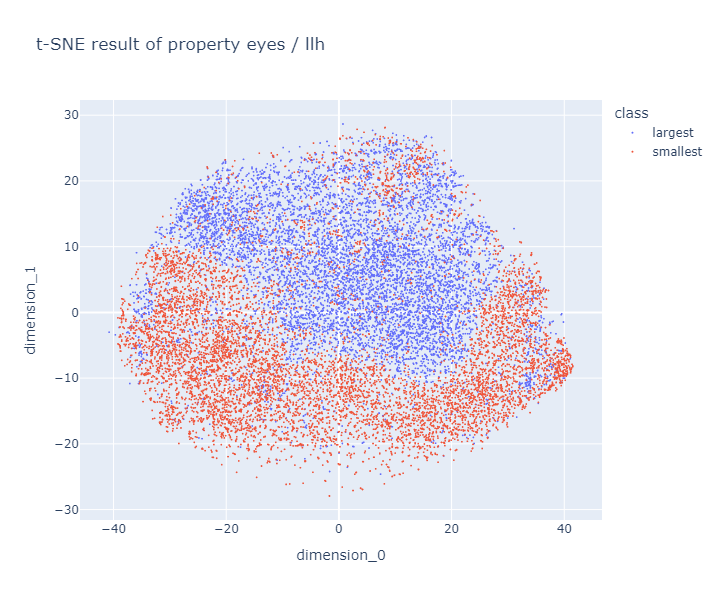 t-SNE result of property eyes / llh
class
largest
smallest
30
20
10
0
−10
−20
−30
−40
−20
0
20
40
dimension_1
dimension_0